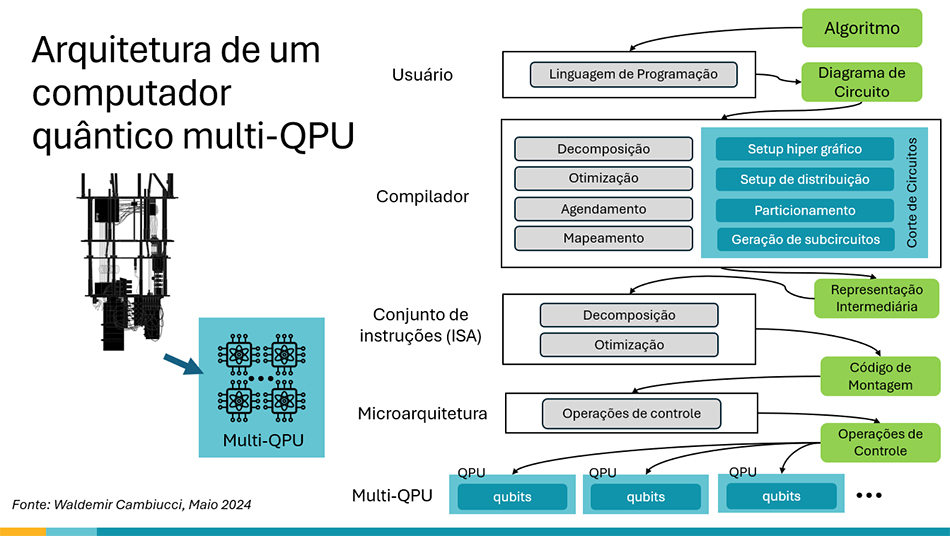 Arquitetura de um
computador
quântico multi-QPU
Multi-QPU
Fonte: Waldemir Cambiucci, Maio 2024
Algoritmo
Usuário
Linguagem de Programação
Diagrama de
Circuito
Compilador
Decomposição
Otimização
Agendamento
Mapeamento
Setup hiper gráfico
Setup de distribuição
Particionamento
Geração de subcircuitos
Corte de Circuitos
Representação
Intermediária
Conjunto de
instruções (ISA)
Decomposição
Otimização
Código de
Montagem
Microarquitetura
Operações de controle
Operações de
Controle
Multi-QPU
QPU
qubits
QPU
qubits
QPU
qubits